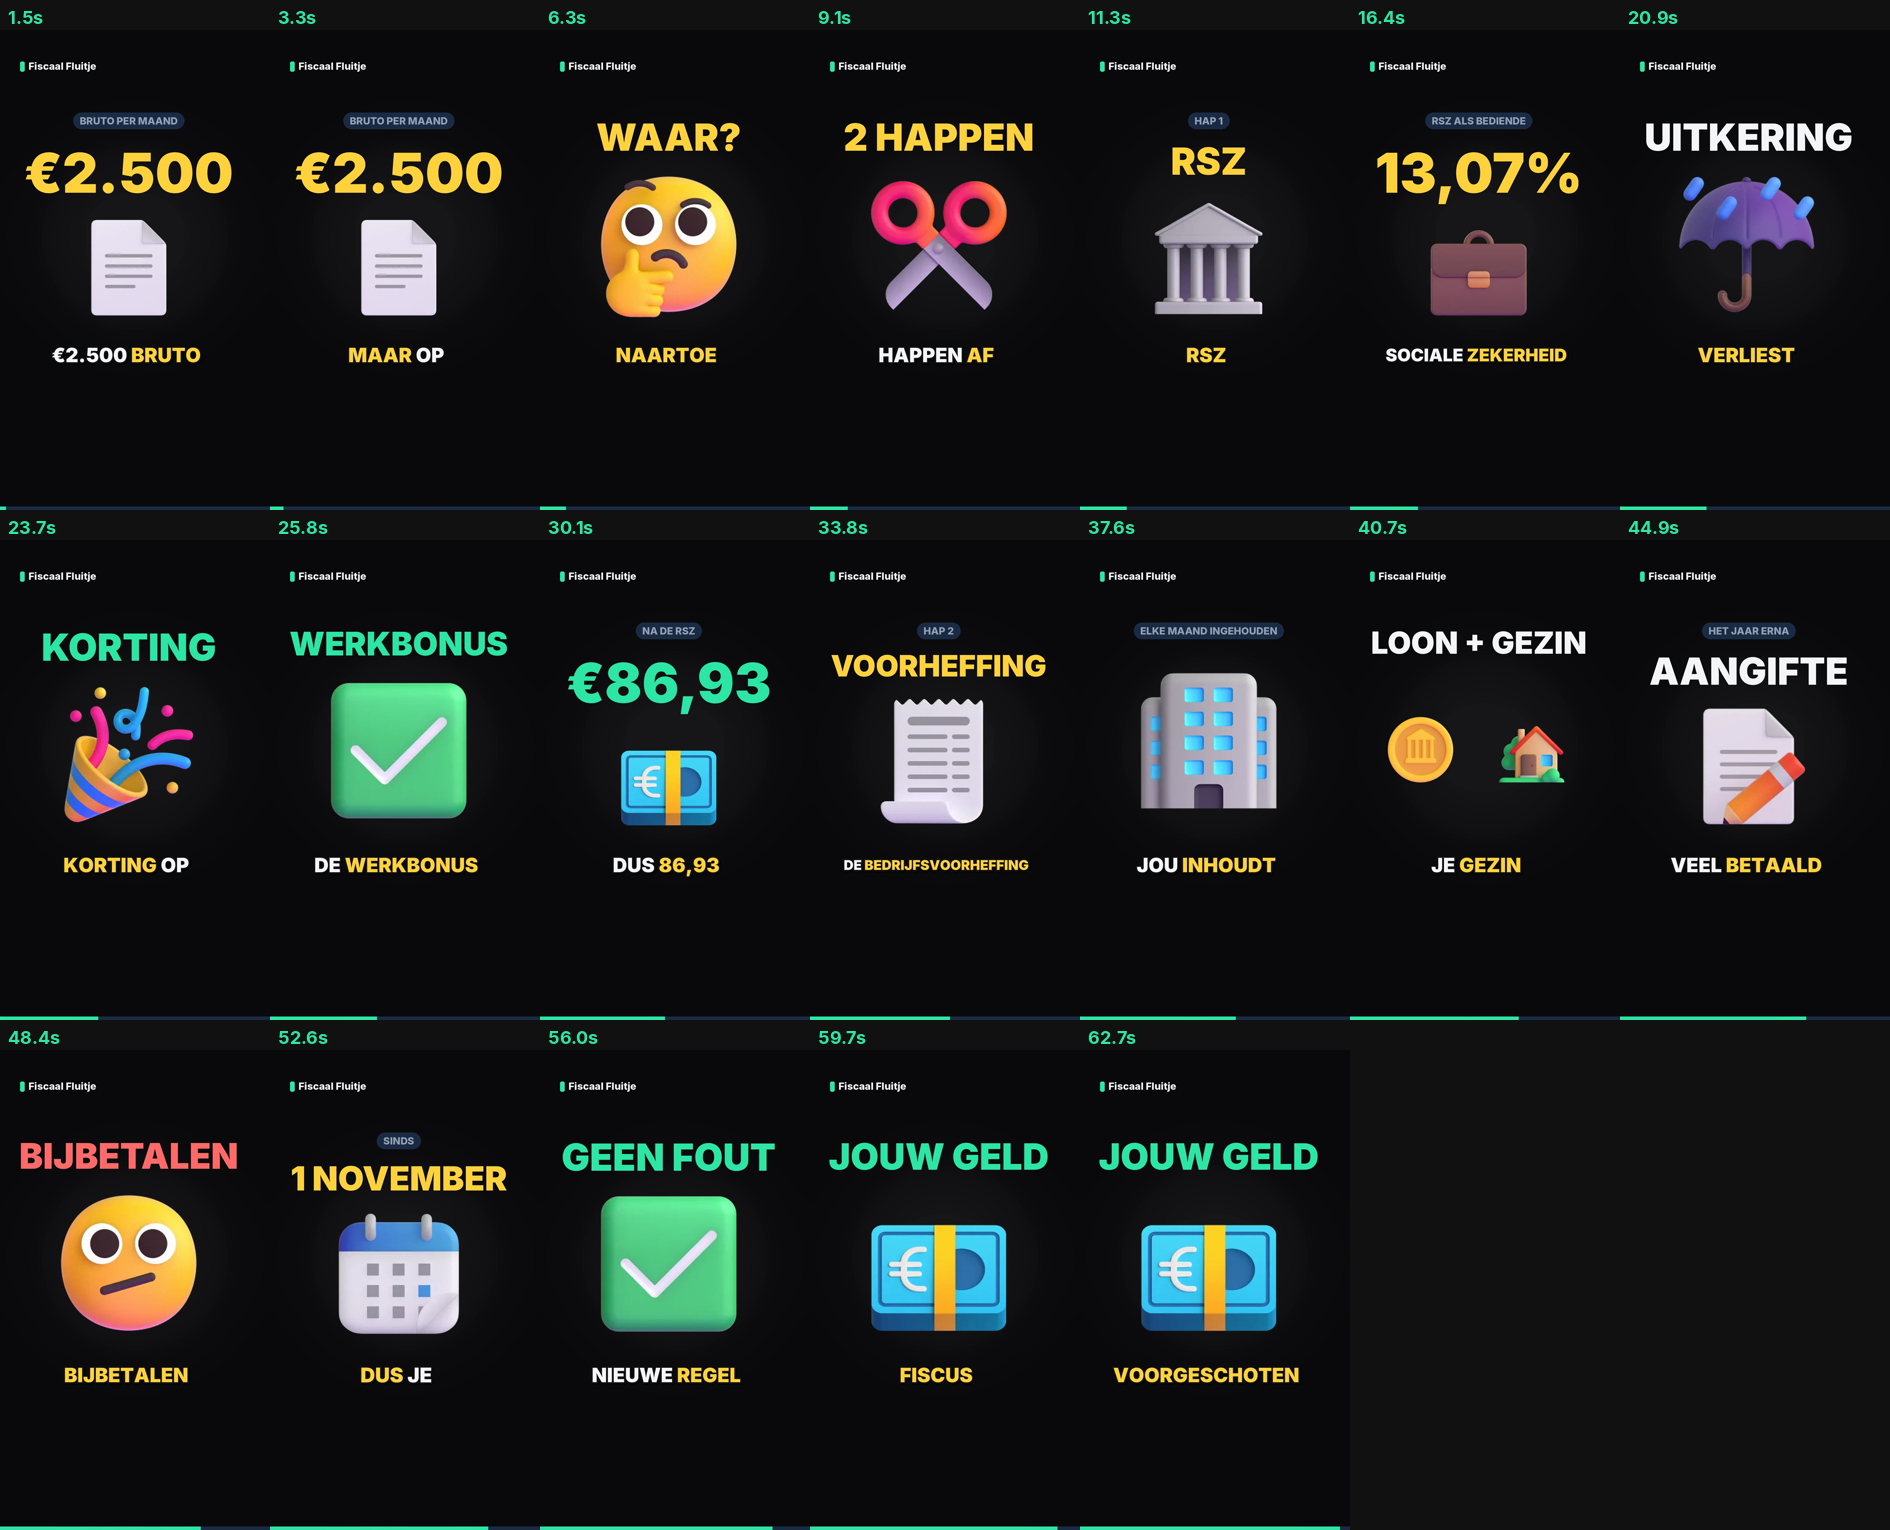 1.5s
Fiscaal Fluitje
BRUTO PER MAAND
€2.500
€2.500 BRUTO
3.3s
Fiscaal Fluitje
BRUTO PER MAAND
€2.500
MAAR OP
6.3s
Fiscaal Fluitje
WAAR?
NAARTOE
9.1s
Fiscaal Fluitje
2 HAPPEN
HAPPEN AF
11.3s
Fiscaal Fluitje
HAP 1
RSZ
RSZ
16.4s
Fiscaal Fluitje
RSZ ALS BEDIENDE
13,07%
SOCIALE ZEKERHEID
20.9s
Fiscaal Fluitje
UITKERING
VERLIEST
23.7s
Fiscaal Fluitje
KORTING
KORTING OP
25.8s
Fiscaal Fluitje
WERKBONUS
DE WERKBONUS
30.1s
Fiscaal Fluitje
NA DE RSZ
€86,93
€
DUS 86,93
33.8s
Fiscaal Fluitje
HAP 2
VOORHEFFING
DE BEDRIJFSVOORHEFFING
37.6s
Fiscaal Fluitje
ELKE MAAND INGEHOUDEN
JOU INHOUDT
40.7s
Fiscaal Fluitje
LOON + GEZIN
JE GEZIN
44.9s
Fiscaal Fluitje
HET JAAR ERNA
AANGIFTE
VEEL BETAALD
48.4s
Fiscaal Fluitje
BIJBETALEN
BIJBETALEN
52.6s
Fiscaal Fluitje
SINDS
1 NOVEMBER
DUS JE
56.0s
Fiscaal Fluitje
GEEN FOUT
NIEUWE REGEL
59.7s
Fiscaal Fluitje
JOUW GELD
€
FISCUS
62.7s
Fiscaal Fluitje
JOUW GELD
€
VOORGESCHOTEN